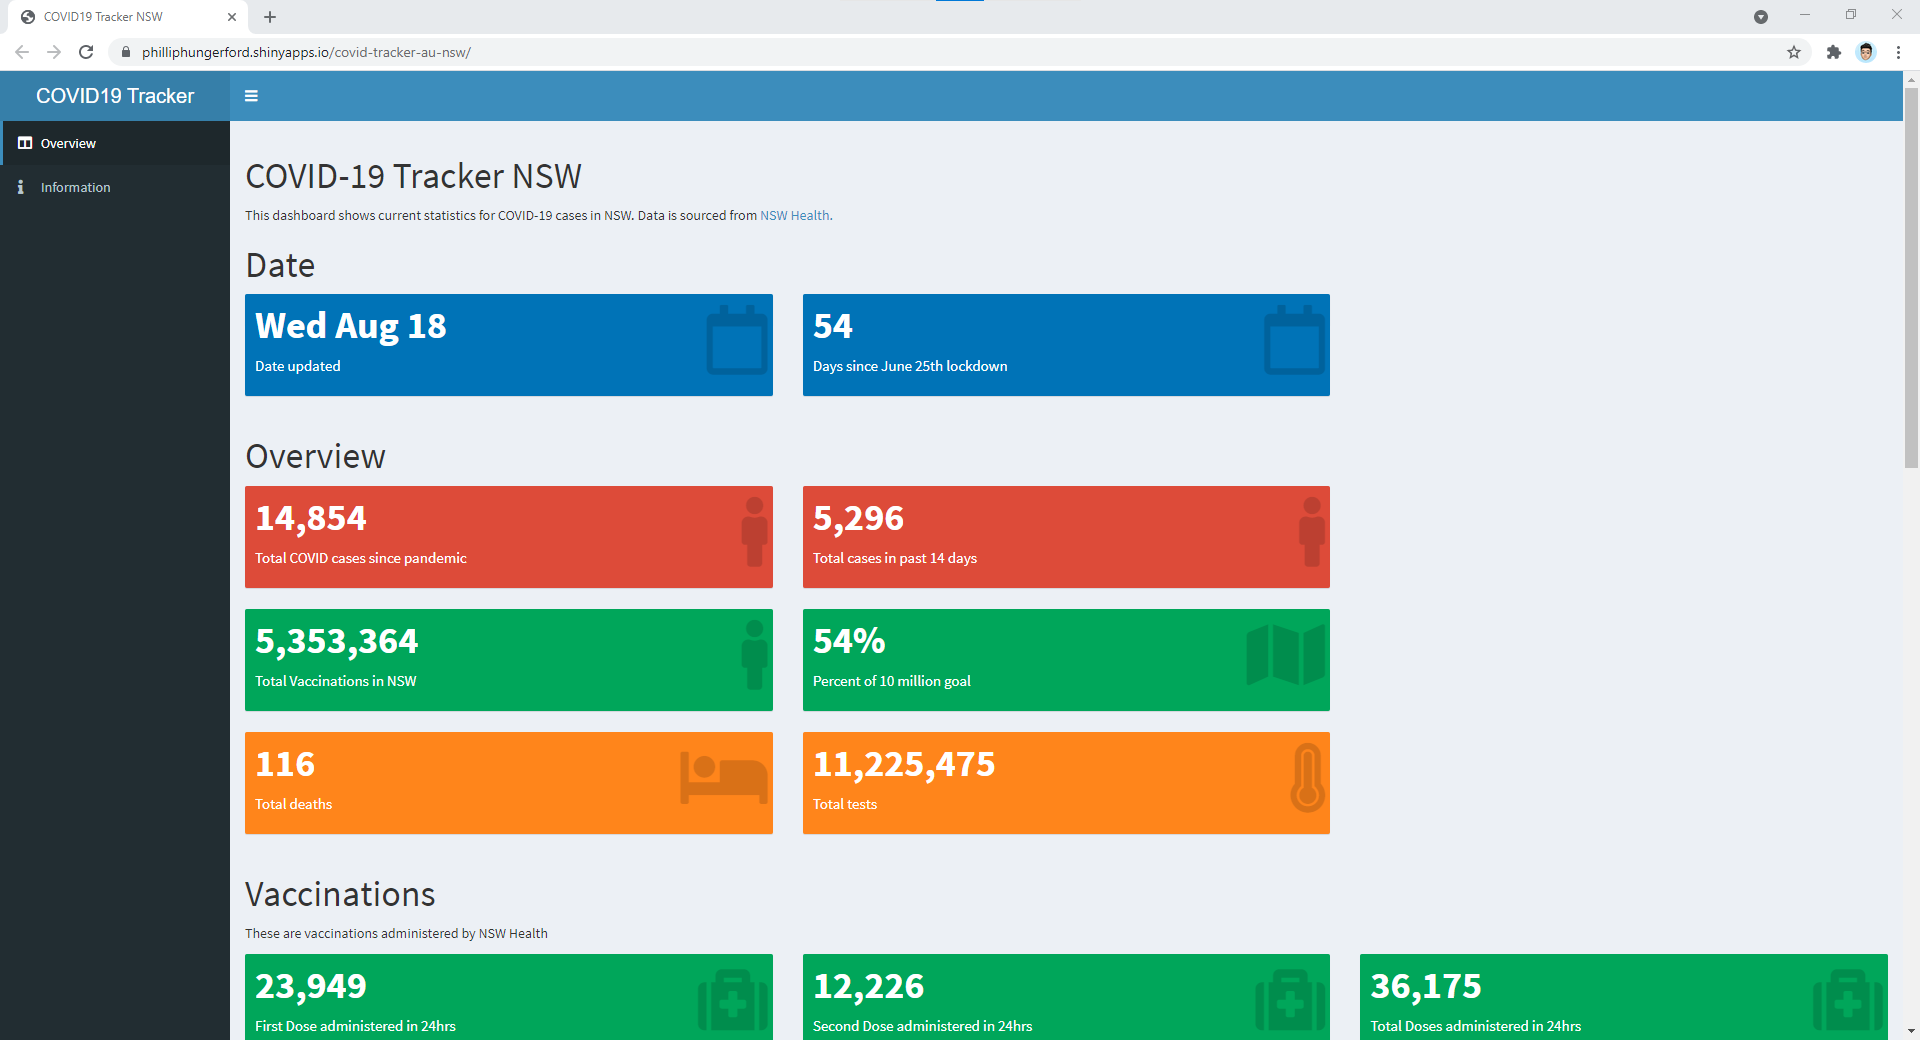 COVID19 Tracker NSW
philliphungerford.shinyapps.io/covid-tracker-au-nsw/
COVID19 Tracker
Overview
Information
COVID-19 Tracker NSW
This dashboard shows current statistics for COVID-19 cases in NSW. Data is sourced from NSW Health.
Date
Wed Aug 18
Date updated
54
Days since June 25th lockdown
Overview
14,854
Total COVID cases since pandemic
5,296
Total cases in past 14 days
5,353,364
Total Vaccinations in NSW
54%
Percent of 10 million goal
116
Total deaths
11,225,475
Total tests
Vaccinations
These are vaccinations administered by NSW Health
23,949
First Dose administered in 24hrs
12,226
Second Dose administered in 24hrs
36,175
Total Doses administered in 24hrs